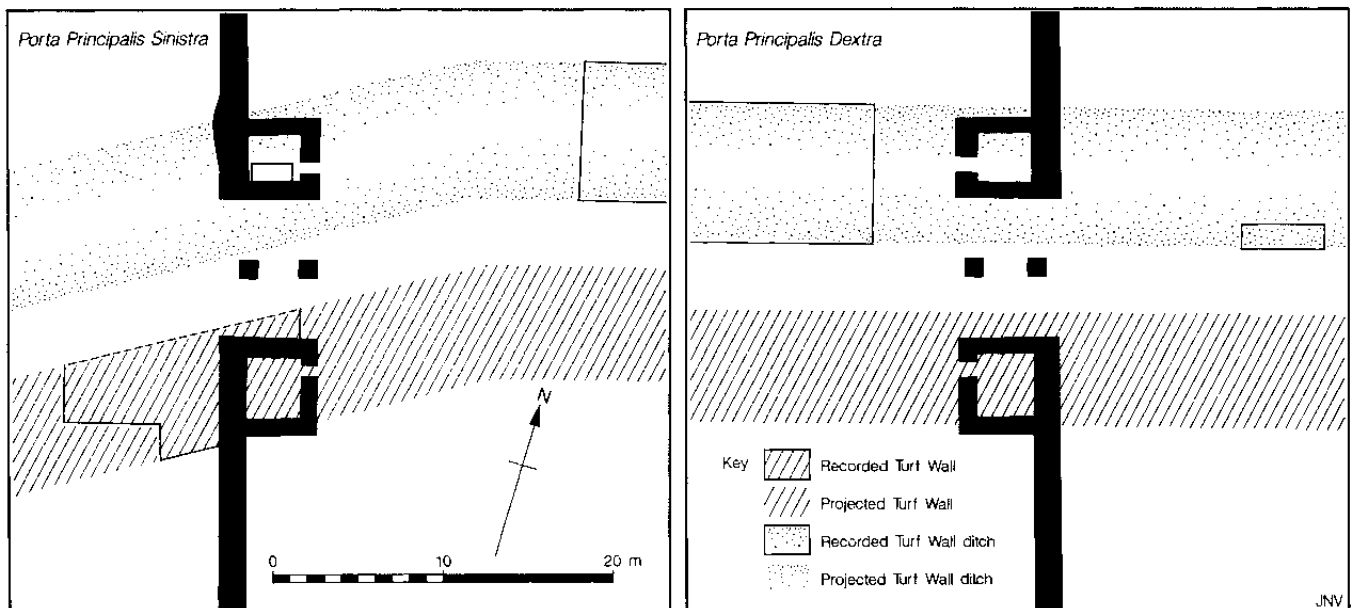 Porta Principalis Sinistra
N
0 10 20 m
Porta Principalis Dextra
Key
Recorded Turf Wall
Projected Turf Wall
Recorded Turf Wall ditch
Projected Turf Wall ditch
JNV